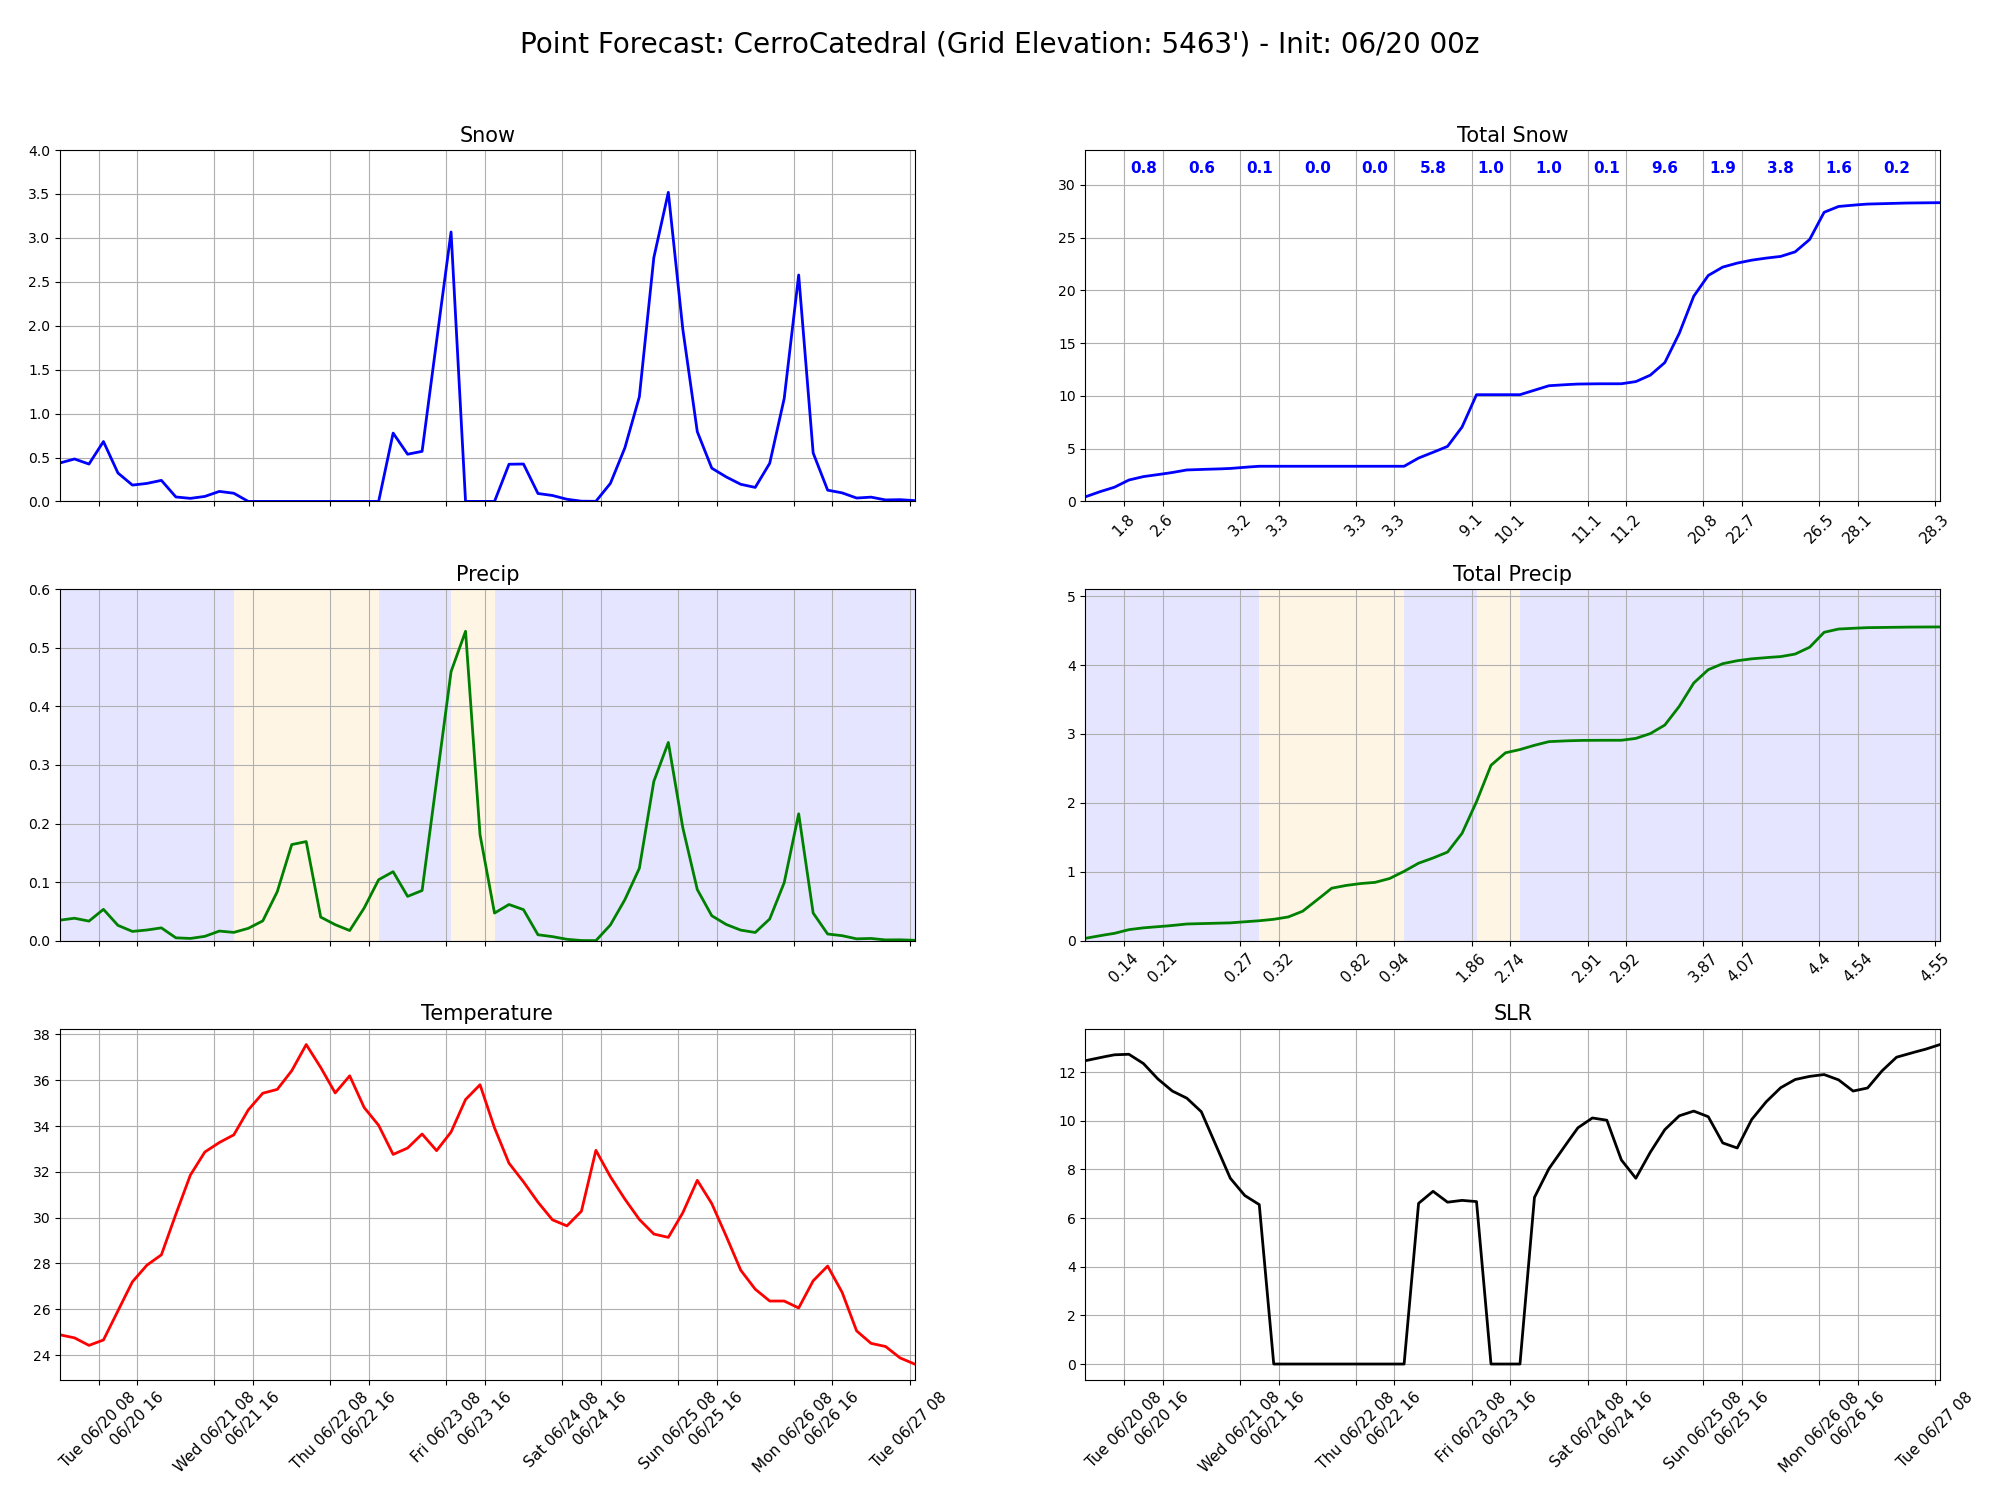 Point Forecast: CerroCatedral (Grid Elevation: 5463') - Init: 06/20 00z
Snow
4.0
3.5
3.0
2.5
2.0
1.5
1.0
0.5
0.0
Total Snow
0.8 0.6 0.1 0.0 0.0 5.8 1.0 1.0 0.1 9.6 1.9 3.8 1.6 0.2
30
25
20
15
10
5
0
1.8 2.6 3.2 3.3 3.3 3.3 9.1 10.1 11.1 11.2 20.8 22.7 26.5 28.1 28.3
Precip
0.6
0.5
0.4
0.3
0.2
0.1
0.0
Total Precip
5
4
3
2
1
0
0.14 0.21 0.27 0.32 0.82 0.94 1.86 2.74 2.91 2.92 3.87 4.07 4.4 4.54 4.55
Temperature
38
36
34
32
30
28
26
24
Tue 06/20 08
06/20 16
Wed 06/21 08
06/21 16
Thu 06/22 08
06/22 16
Fri 06/23 08
06/23 16
Sat 06/24 08
06/24 16
Sun 06/25 08
06/25 16
Mon 06/26 08
06/26 16
Tue 06/27 08
SLR
12
10
8
6
4
2
0
Tue 06/20 08
06/20 16
Wed 06/21 08
06/21 16
Thu 06/22 08
06/22 16
Fri 06/23 08
06/23 16
Sat 06/24 08
06/24 16
Sun 06/25 08
06/25 16
Mon 06/26 08
06/26 16
Tue 06/27 08